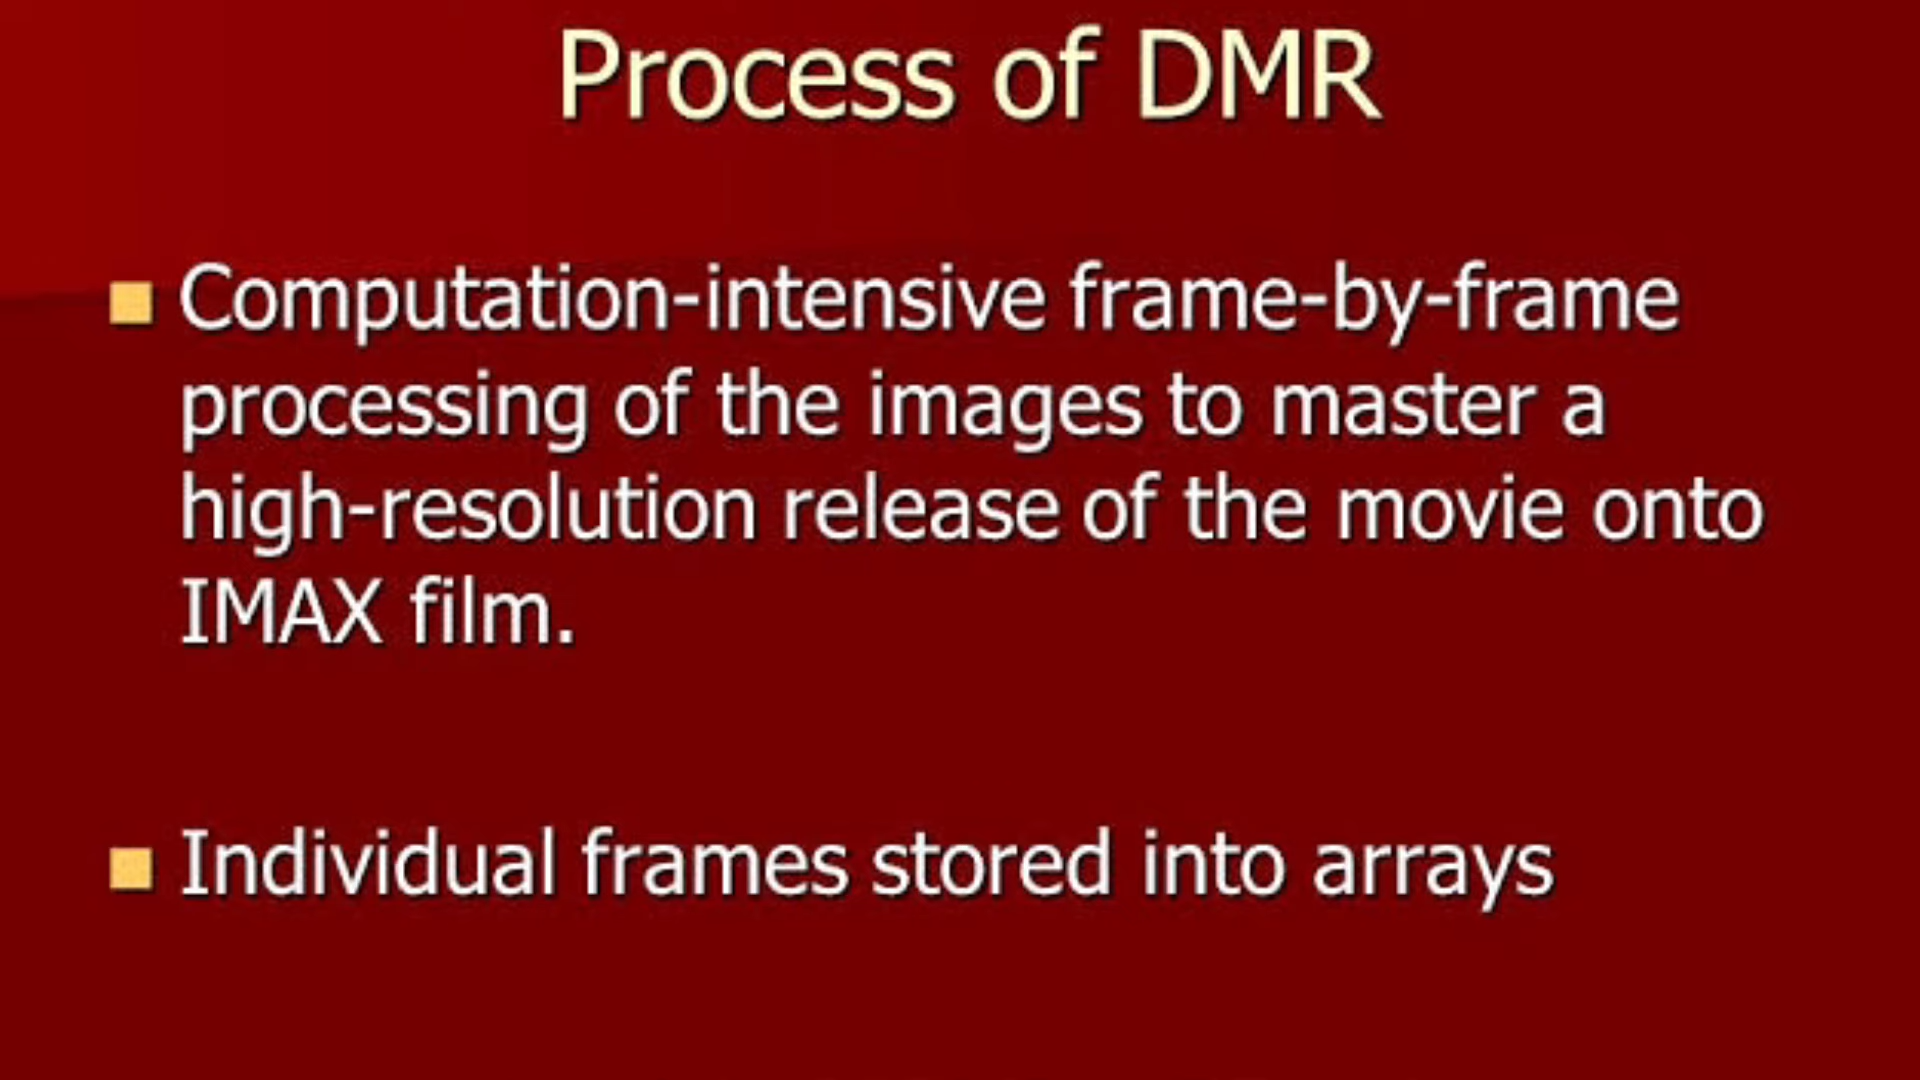 Process of DMR
Computation-intensive frame-by-frame
processing of the images to master a
high-resolution release of the movie onto
IMAX film.
Individual frames stored into arrays